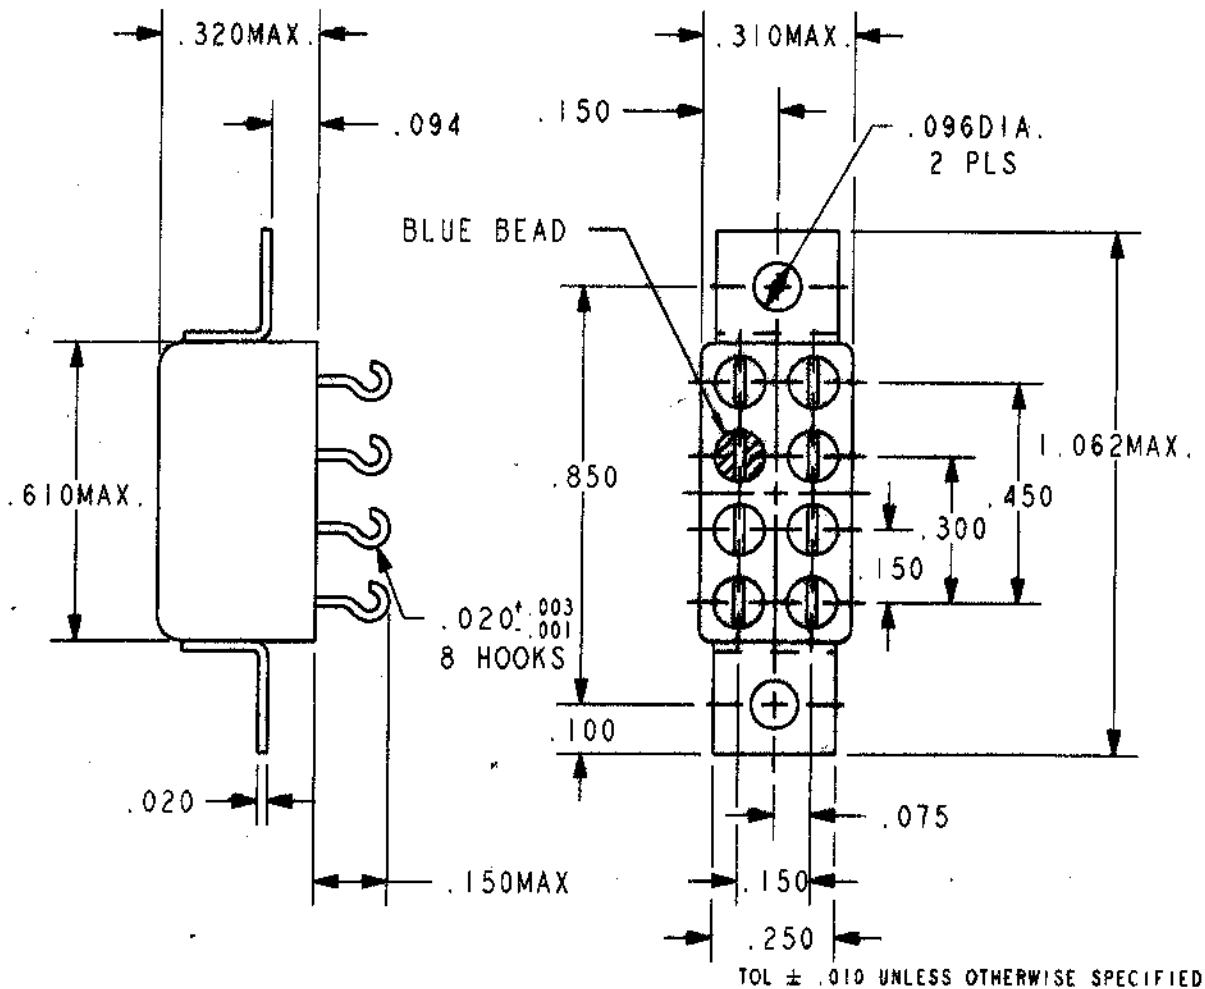 .320MAX.
.310MAX.
.150
.094
.096DIA.
2 PLS
BLUE BEAD
1.062MAX.
.850
.610MAX.
.450
.300
.150
.020+.003
-.001
8 HOOKS
.100
.020
.075
.150MAX
.150
.250
TOL ± .010 UNLESS OTHERWISE SPECIFIED